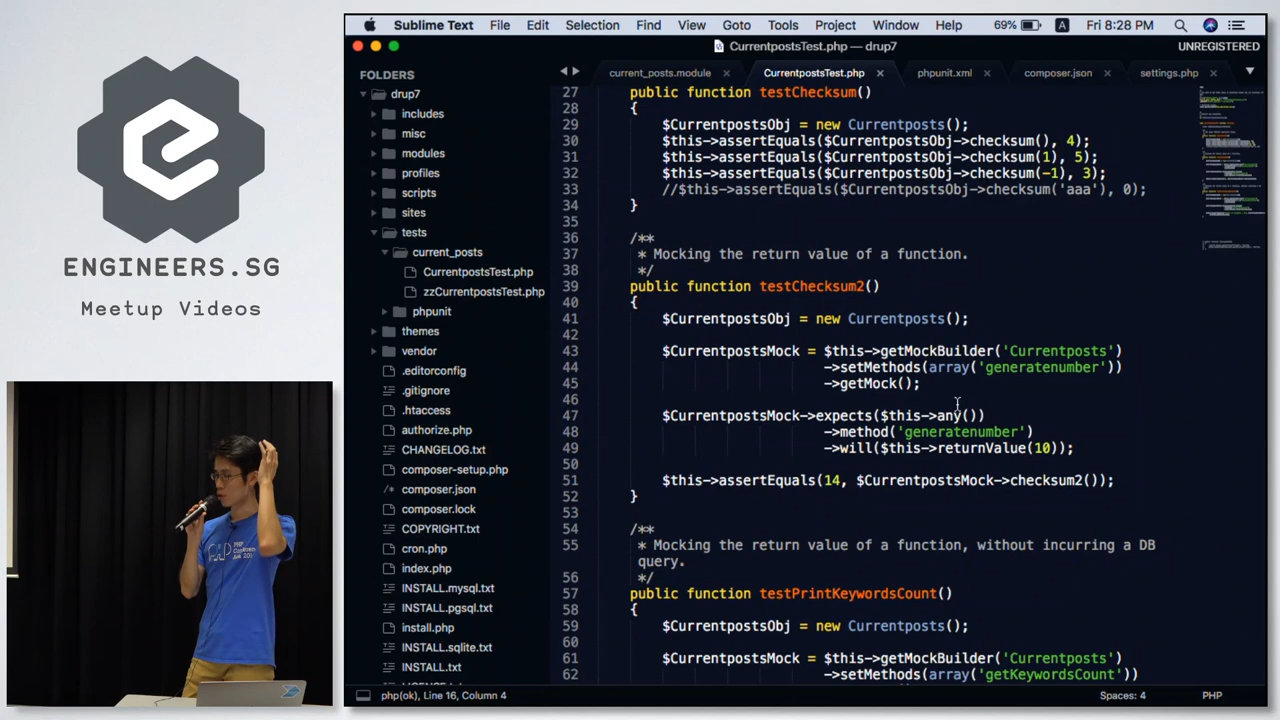 ENGINEERS.SG
Meetup Videos
Sublime Text File Edit Selection Find View Goto Tools Project Window Help 69% A Fri 8:28 PM
CurrentpostsTest.php — drup7
UNREGISTERED
FOLDERS
drup7
includes
misc
modules
profiles
scripts
sites
tests
current_posts
CurrentpostsTest.php
zzCurrentpostsTest.php
phpunit
themes
vendor
.editorconfig
.gitignore
.htaccess
authorize.php
CHANGELOG.txt
composer-setup.php
composer.json
composer.lock
COPYRIGHT.txt
cron.php
index.php
INSTALL.mysql.txt
INSTALL.pgsql.txt
install.php
INSTALL.sqlite.txt
INSTALL.txt
current_posts.module × CurrentpostsTest.php × phpunit.xml × composer.json × settings.php ×
27 public function testChecksum()
28 {
29 $CurrentpostsObj = new Currentposts();
30 $this->assertEquals($CurrentpostsObj->checksum(), 4);
31 $this->assertEquals($CurrentpostsObj->checksum(1), 5);
32 $this->assertEquals($CurrentpostsObj->checksum(-1), 3);
33 //$this->assertEquals($CurrentpostsObj->checksum('aaa'), 0);
34 }
35
36 /**
37 * Mocking the return value of a function.
38 */
39 public function testChecksum2()
40 {
41 $CurrentpostsObj = new Currentposts();
42
43 $CurrentpostsMock = $this->getMockBuilder('Currentposts')
44 ->setMethods(array('generatenumber'))
45 ->getMock();
46
47 $CurrentpostsMock->expects($this->any())
48 ->method('generatenumber')
49 ->will($this->returnValue(10));
50
51 $this->assertEquals(14, $CurrentpostsMock->checksum2());
52 }
53
54 /**
55 * Mocking the return value of a function, without incurring a DB
query.
56 */
57 public function testPrintKeywordsCount()
58 {
59 $CurrentpostsObj = new Currentposts();
60
61 $CurrentpostsMock = $this->getMockBuilder('Currentposts')
62 ->setMethods(array('getKeywordsCount'))
php(ok), Line 16, Column 4
Spaces: 4
PHP